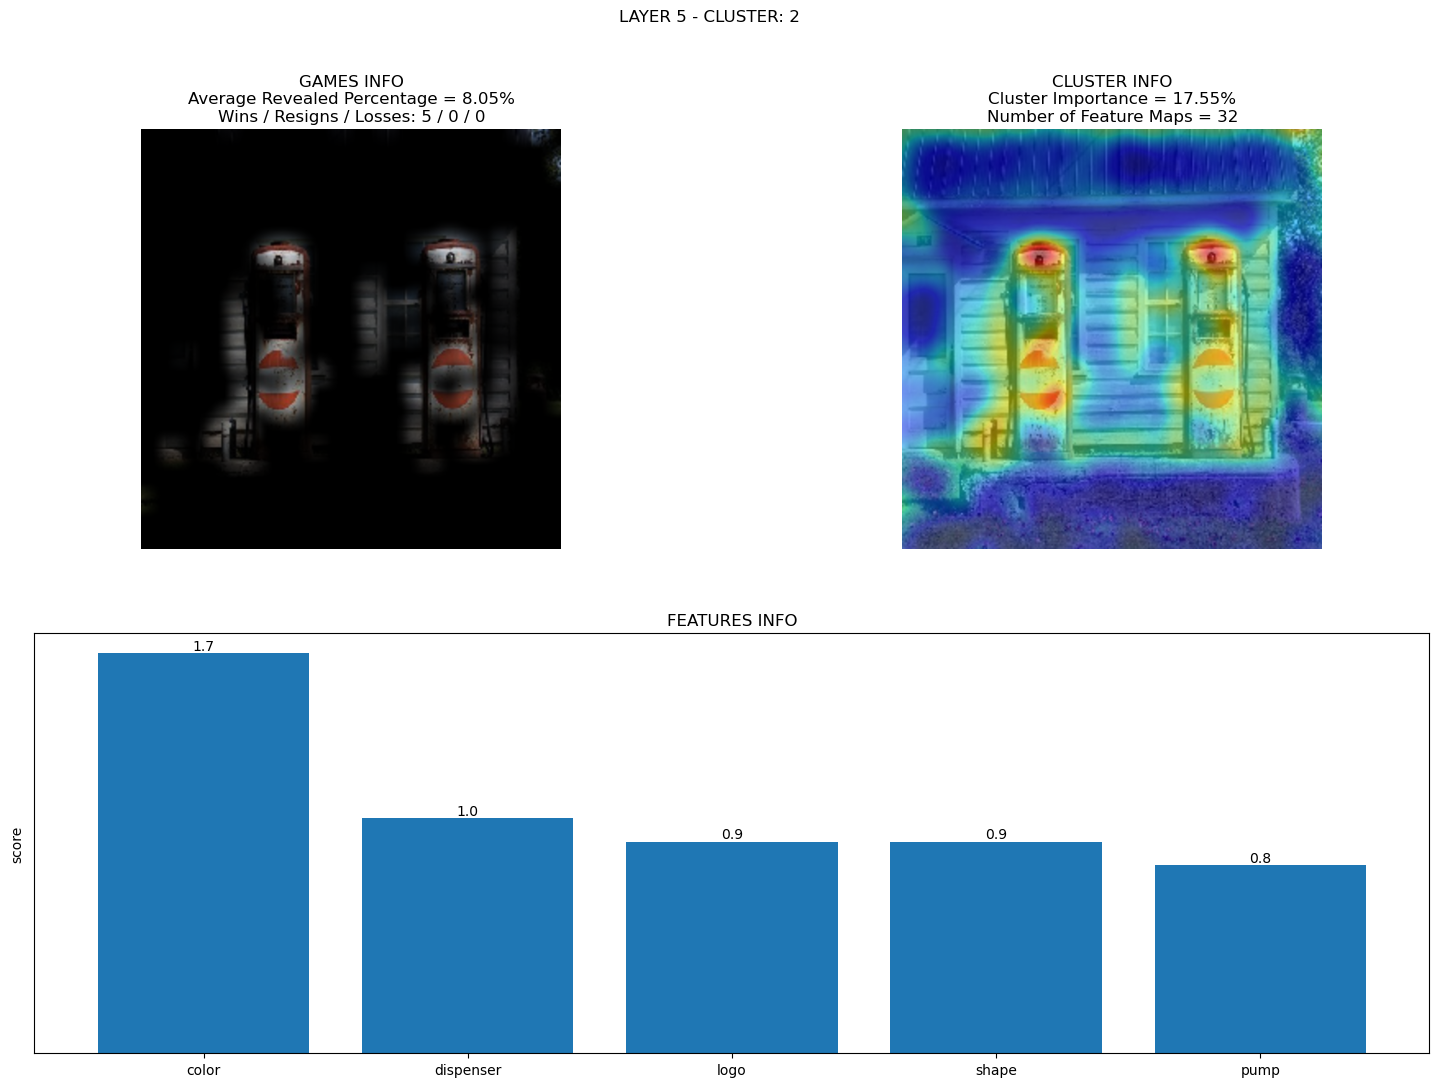 LAYER 5 - CLUSTER: 2
GAMES INFO
Average Revealed Percentage = 8.05%
Wins / Resigns / Losses: 5 / 0 / 0
CLUSTER INFO
Cluster Importance = 17.55%
Number of Feature Maps = 32
FEATURES INFO
score
1.7
1.0
0.9
0.9
0.8
color
dispenser
logo
shape
pump